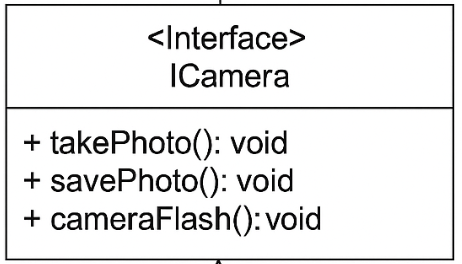 <Interface>
ICamera
+ takePhoto(): void
+ savePhoto(): void
+ cameraFlash(): void